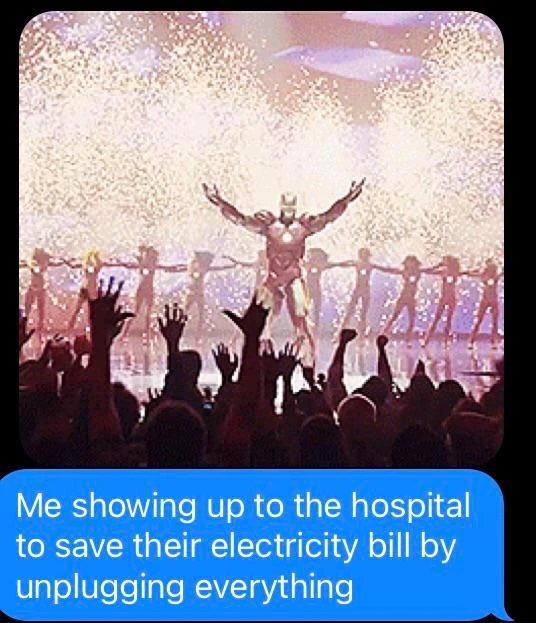 Me showing up to the hospital
to save their electricity bill by
unplugging everything